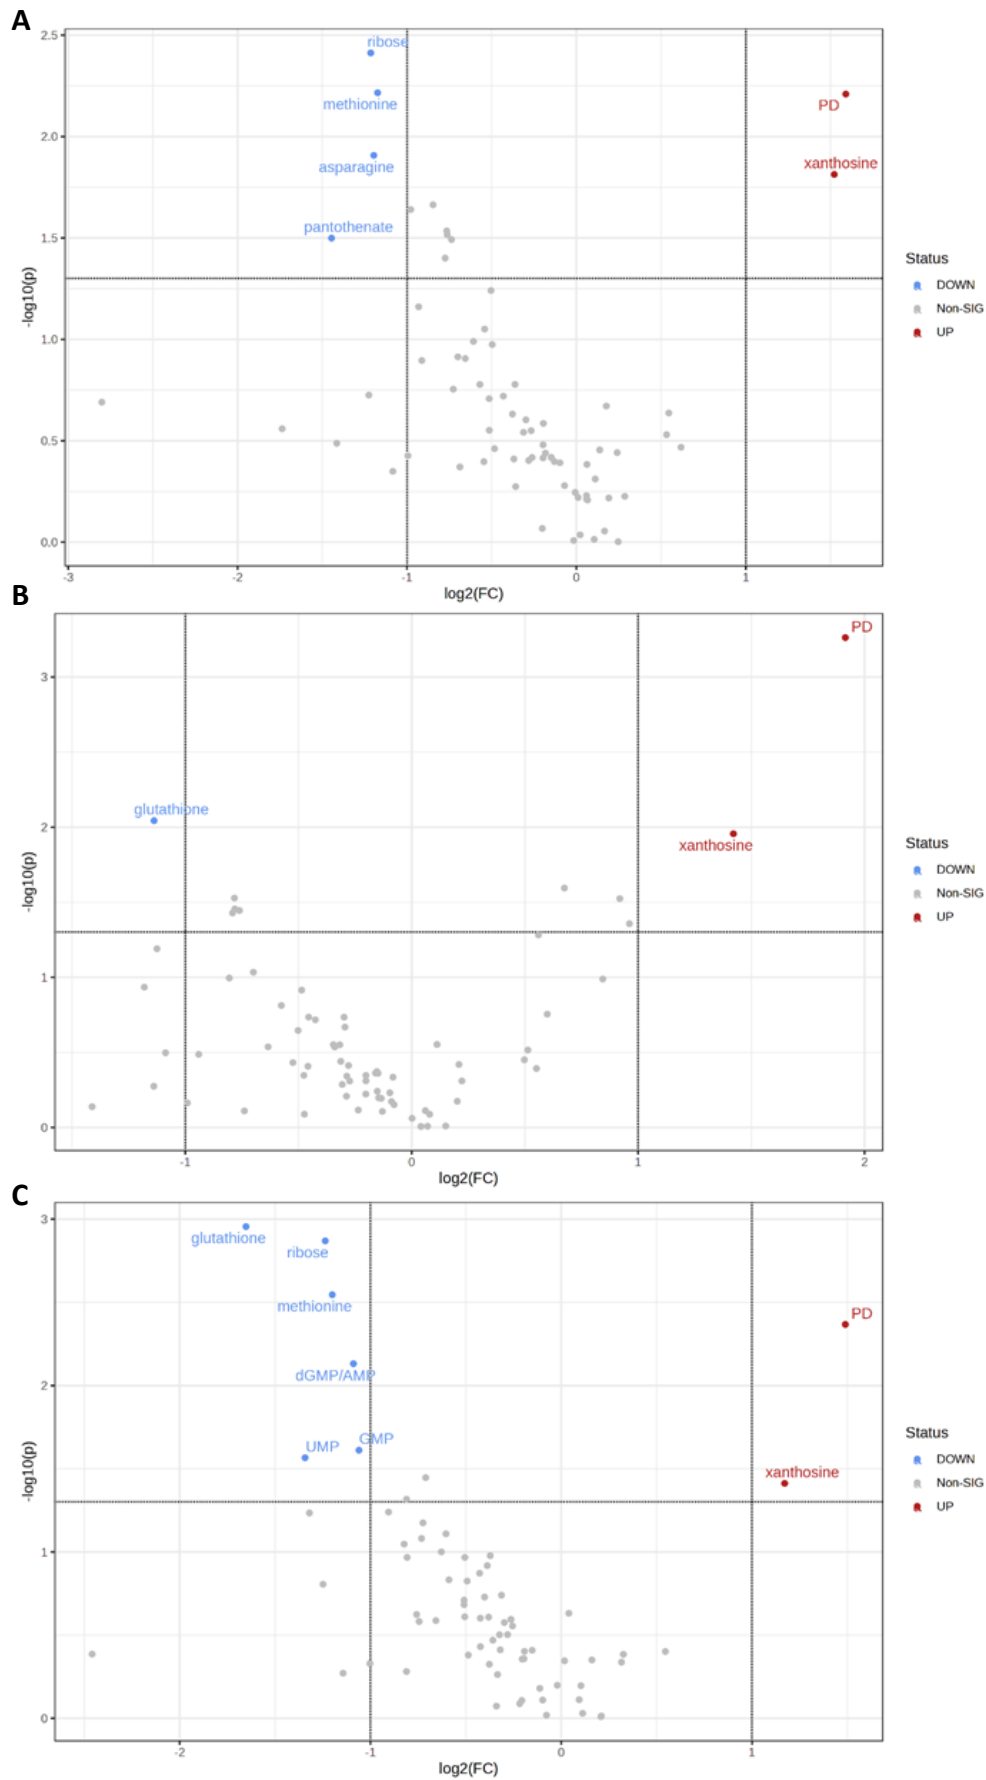 A
2.5
2.0
1.5
1.0
0.5
0.0
-log10(p)
ribose
methionine
asparagine
pantothenate
PD
xanthosine
-3
-2
-1
0
1
log2(FC)
Status
DOWN
Non-SIG
UP
B
3
2
1
0
-log10(p)
PD
glutathione
xanthosine
-1
0
1
2
log2(FC)
Status
DOWN
Non-SIG
UP
C
3
2
1
0
-log10(p)
glutathione
ribose
methionine
dGMP/AMP
UMP
GMP
PD
xanthosine
-2
-1
0
1
log2(FC)
Status
DOWN
Non-SIG
UP